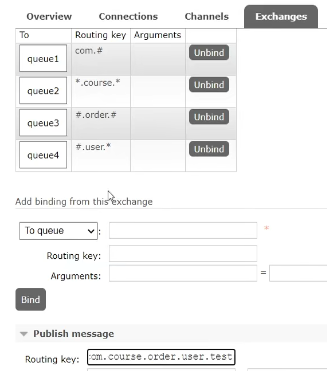 Overview Connections Channels Exchanges
To Routing key Arguments
queue1 com.# Unbind
queue2 *.course.* Unbind
queue3 #.order.# Unbind
queue4 #.user.* Unbind
Add binding from this exchange
To queue : *
Routing key:
Arguments: =
Bind
Publish message
Routing key: om.course.order.user.test